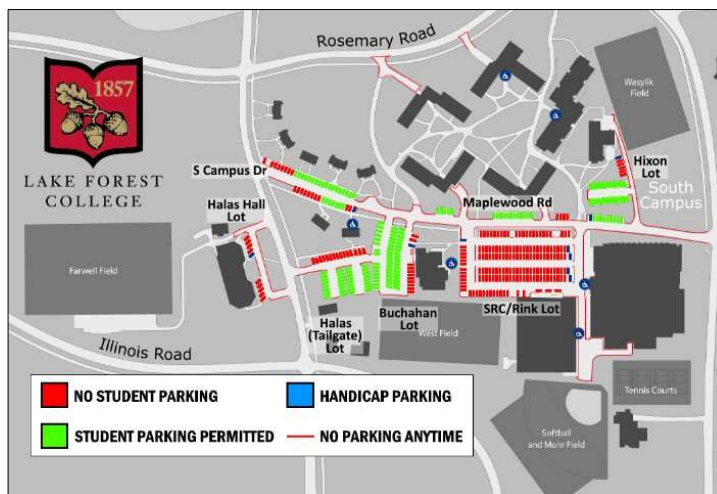 Rosemary Road
1857
Wasylik
Field
LAKE FOREST
COLLEGE
S Campus Dr
Hixon
Lot
South
Campus
Maplewood Rd
Halas Hall
Lot
Farwell Field
Buchahan
Lot
SRC/Rink Lot
Halas
(Tailgate)
Lot
West Field
Illinois Road
Tennis Courts
Softball
and Mohr Field
NO STUDENT PARKING
HANDICAP PARKING
STUDENT PARKING PERMITTED
NO PARKING ANYTIME